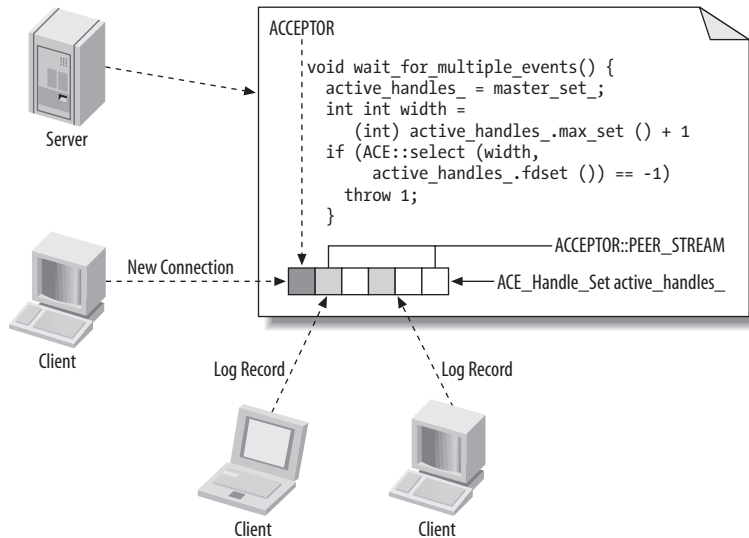 ACCEPTOR
void wait_for_multiple_events() {
active_handles_ = master_set_;
int int width =
(int) active_handles_.max_set () + 1
if (ACE::select (width,
active_handles_.fdset ()) == -1)
throw 1;
}
Server
ACCEPTOR::PEER_STREAM
New Connection
ACE_Handle_Set active_handles_
Client
Log Record
Log Record
Client
Client